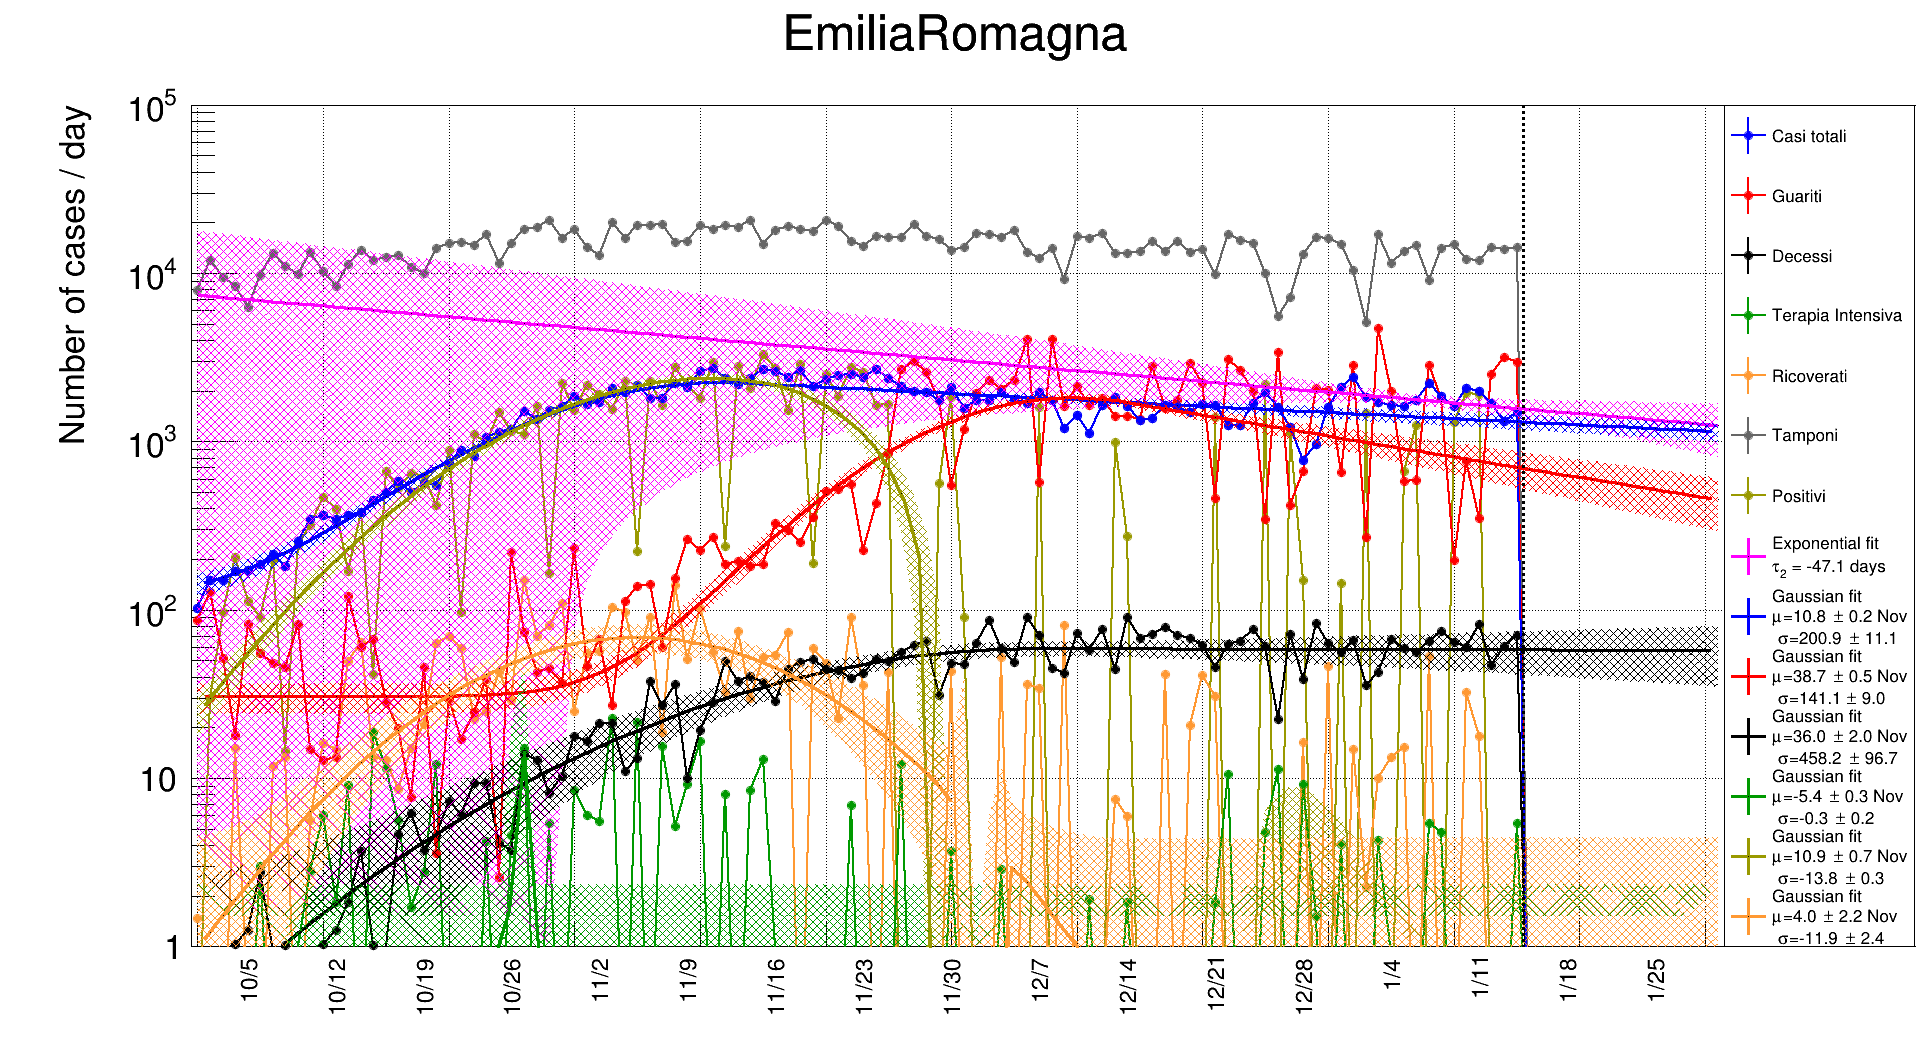 EmiliaRomagna
Number of cases / day
10^5
10^4
10^3
10^2
10
1
10/5
10/12
10/19
10/26
11/2
11/9
11/16
11/23
11/30
12/7
12/14
12/21
12/28
1/4
1/11
1/18
1/25
Casi totali
Guariti
Decessi
Terapia Intensiva
Ricoverati
Tamponi
Positivi
Exponential fit
τ_2 = -47.1 days
Gaussian fit
μ=10.8 ± 0.2 Nov
σ=200.9 ± 11.1
Gaussian fit
μ=38.7 ± 0.5 Nov
σ=141.1 ± 9.0
Gaussian fit
μ=36.0 ± 2.0 Nov
σ=458.2 ± 96.7
Gaussian fit
μ=-5.4 ± 0.3 Nov
σ=-0.3 ± 0.2
Gaussian fit
μ=10.9 ± 0.7 Nov
σ=-13.8 ± 0.3
Gaussian fit
μ=4.0 ± 2.2 Nov
σ=-11.9 ± 2.4